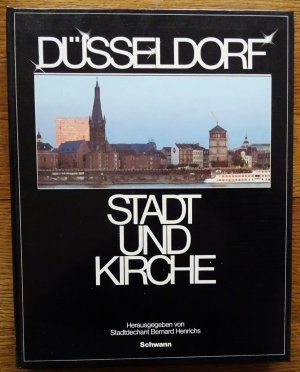 DÜSSELDORF
STADT
UND
KIRCHE
Herausgegeben von
Stadtdechant Bernard Henrichs
Schwann